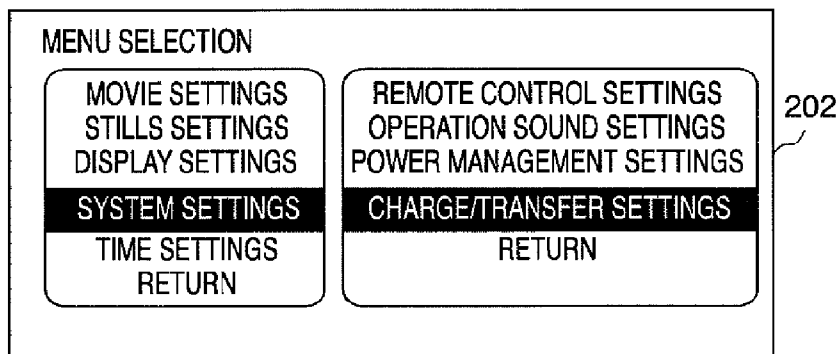 MENU SELECTION
MOVIE SETTINGS
STILLS SETTINGS
DISPLAY SETTINGS
SYSTEM SETTINGS
TIME SETTINGS
RETURN
REMOTE CONTROL SETTINGS
OPERATION SOUND SETTINGS
POWER MANAGEMENT SETTINGS
CHARGE/TRANSFER SETTINGS
RETURN
202